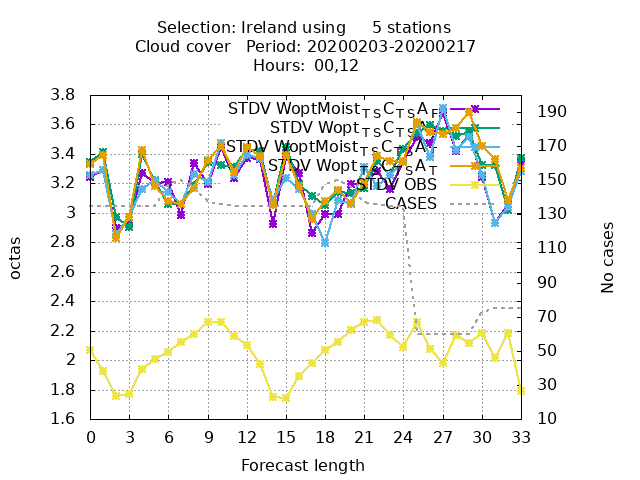 Selection: Ireland using 5 stations
Cloud cover Period: 20200203-20200217
Hours: 00,12
STDV WoptMoist_TS C_TS A_T
STDV Wopt_TS C_TS A
STDV WoptMoist_TS C_TS A_T
STDV Wopt_TS C_TS A_T
STDV OBS
CASES
octas
3.8
3.6
3.4
3.2
3
2.8
2.6
2.4
2.2
2
1.8
1.6
190
170
150
130
110
90
70
50
30
10
No cases
0 3 6 9 12 15 18 21 24 27 30 33
Forecast length